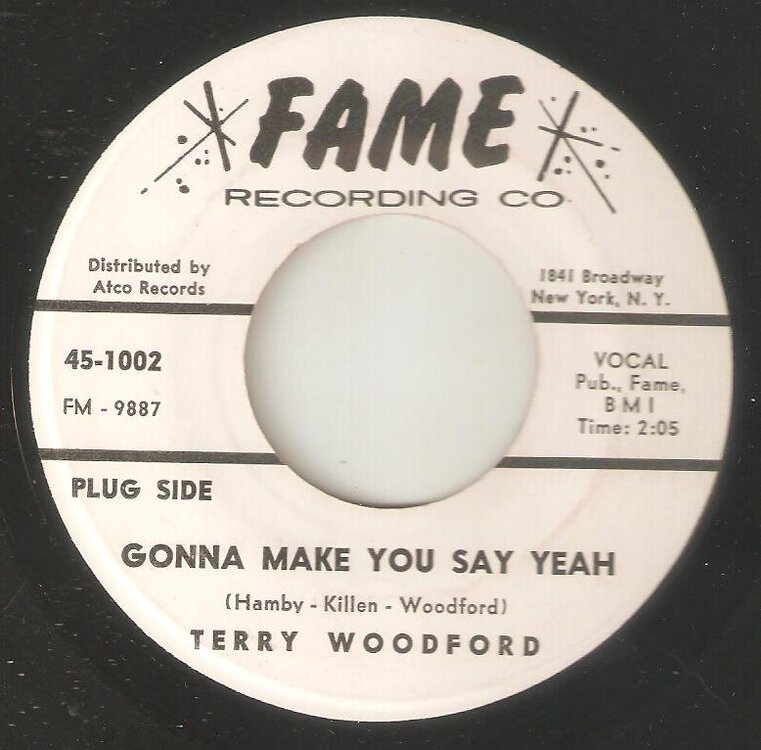 FAME
RECORDING CO.
Distributed by
Atco Records
1841 Broadway
New York, N. Y.
45-1002
FM - 9887
VOCAL
Pub., Fame,
B M I
Time: 2:05
PLUG SIDE
GONNA MAKE YOU SAY YEAH
(Hamby - Killen - Woodford)
TERRY WOODFORD